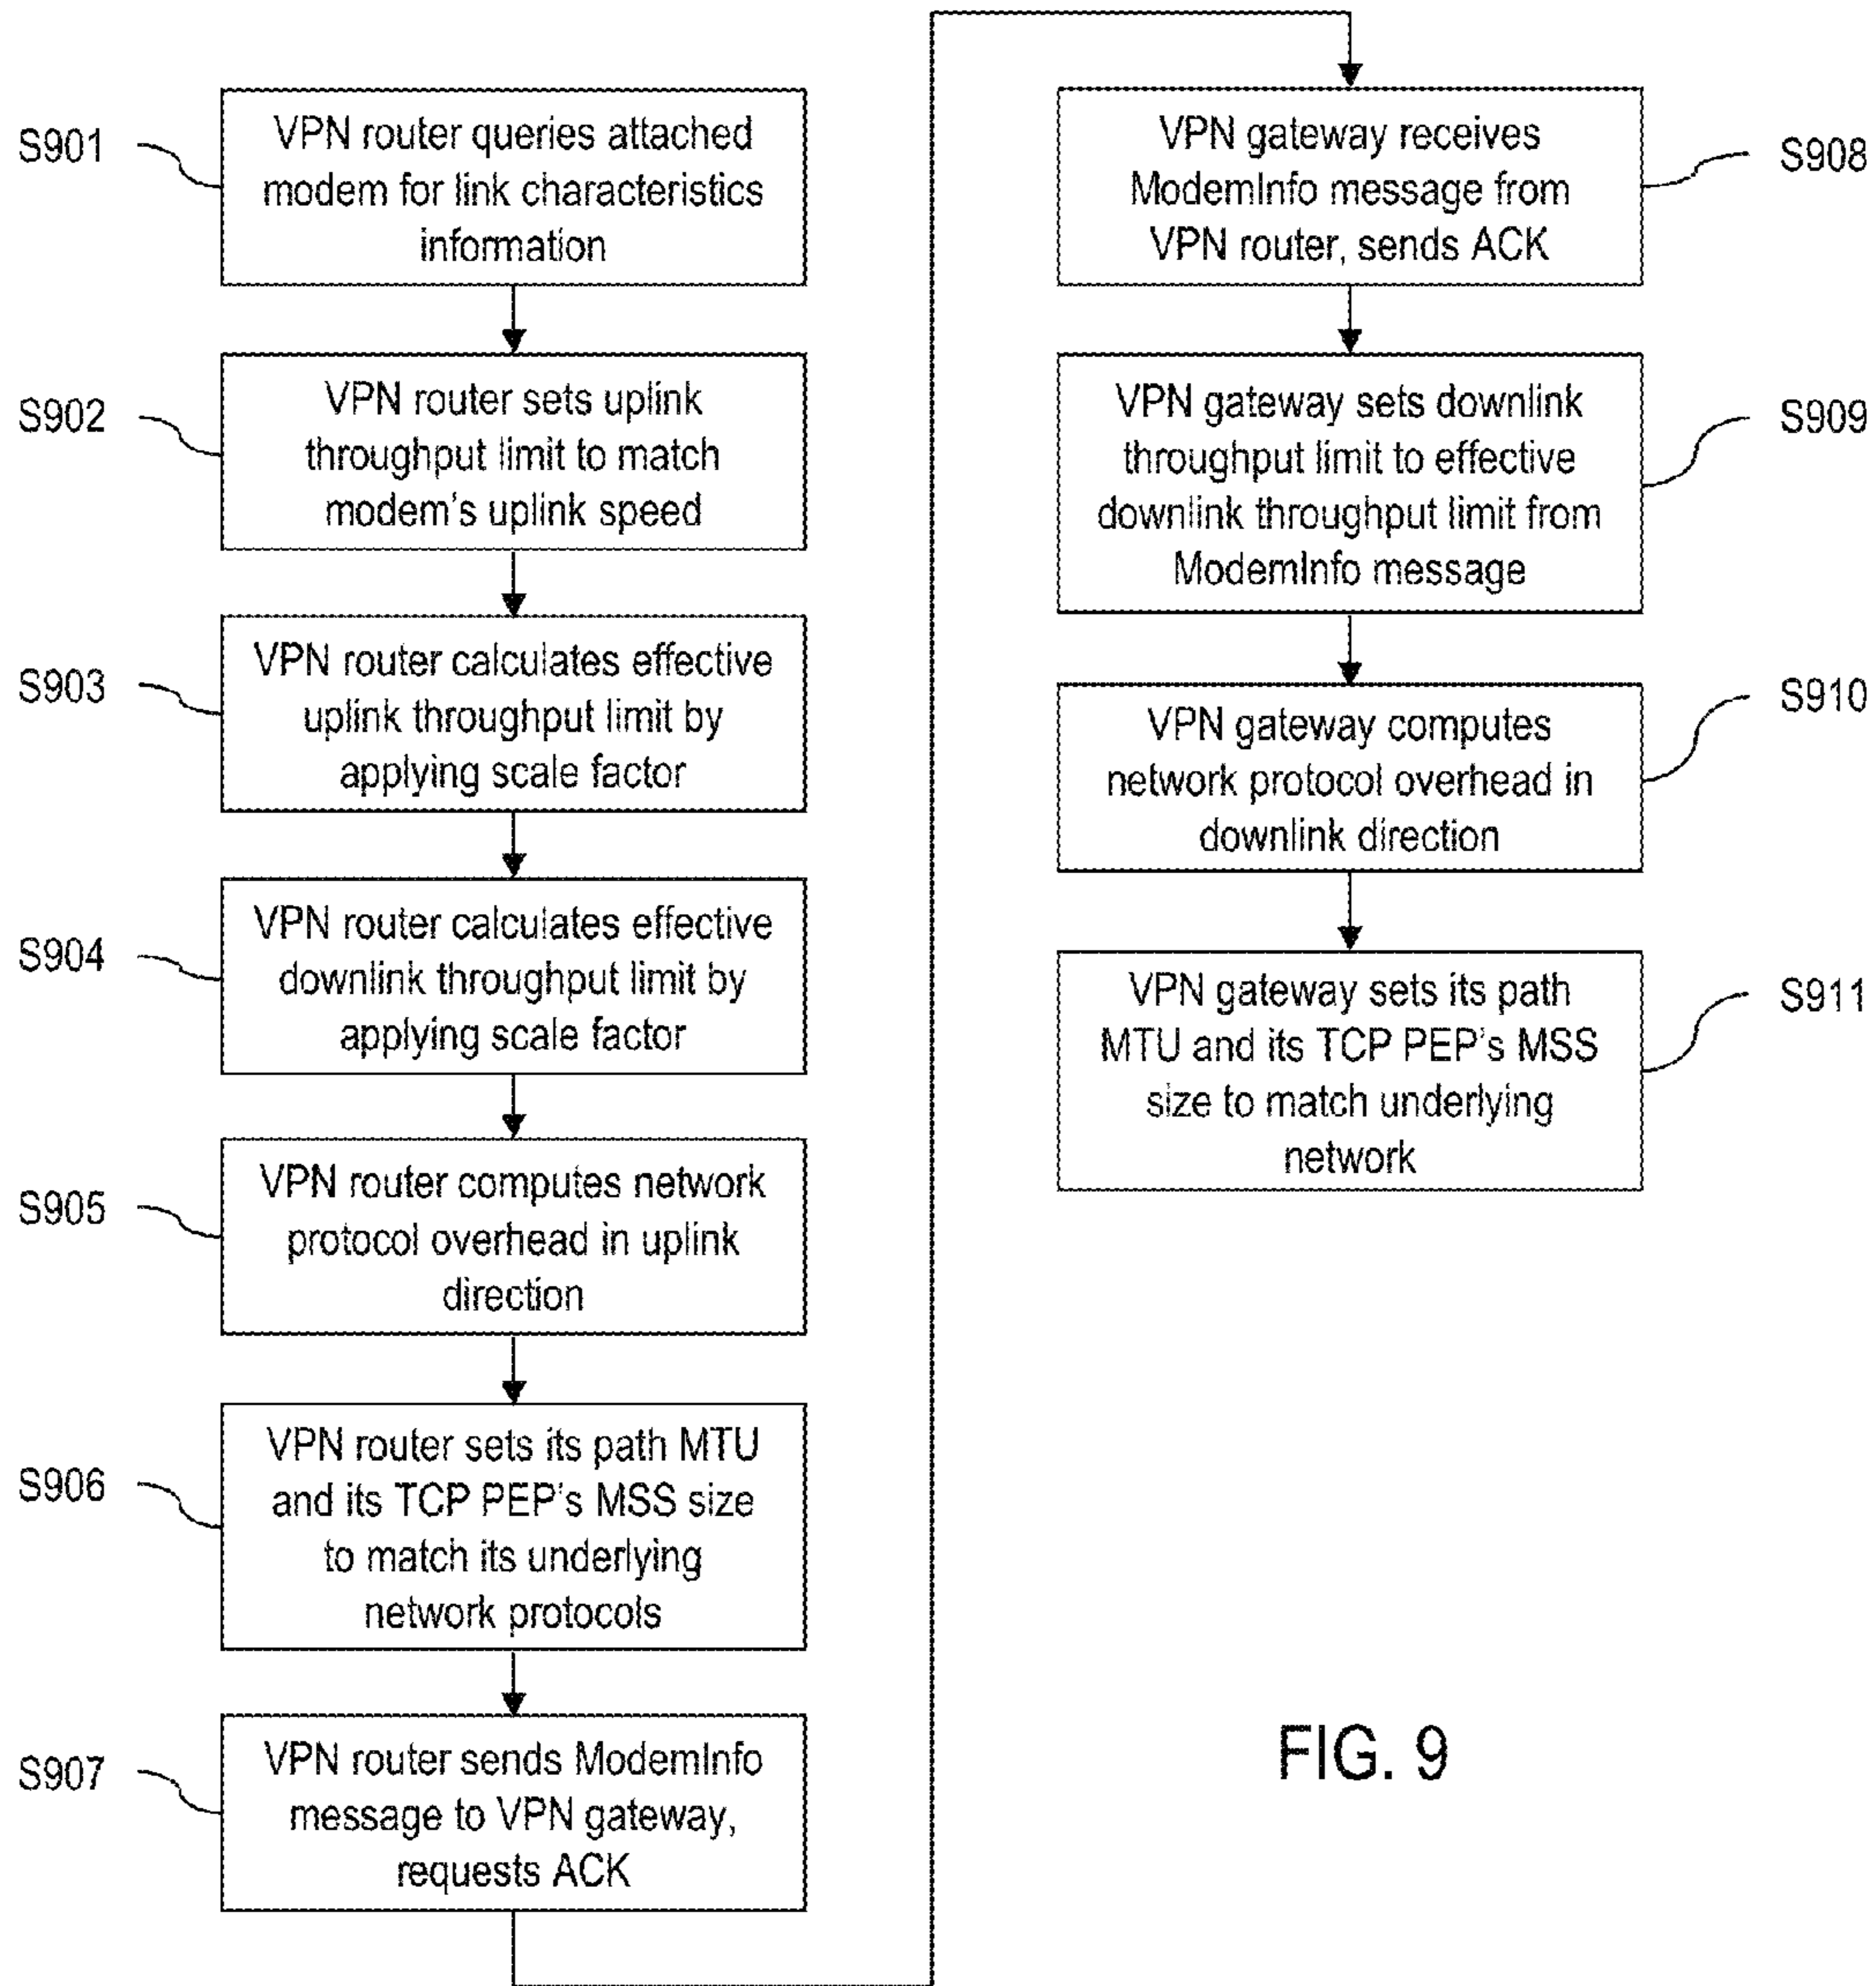 S901
VPN router queries attached
modem for link characteristics
information
S902
VPN router sets uplink
throughput limit to match
modem's uplink speed
S903
VPN router calculates effective
uplink throughput limit by
applying scale factor
S904
VPN router calculates effective
downlink throughput limit by
applying scale factor
S905
VPN router computes network
protocol overhead in uplink
direction
S906
VPN router sets its path MTU
and its TCP PEP's MSS size
to match its underlying
network protocols
S907
VPN router sends ModemInfo
message to VPN gateway,
requests ACK
VPN gateway receives
ModemInfo message from
VPN router, sends ACK
S908
VPN gateway sets downlink
throughput limit to effective
downlink throughput limit from
ModemInfo message
S909
VPN gateway computes
network protocol overhead in
downlink direction
S910
VPN gateway sets its path
MTU and its TCP PEP's MSS
size to match underlying
network
S911
FIG. 9